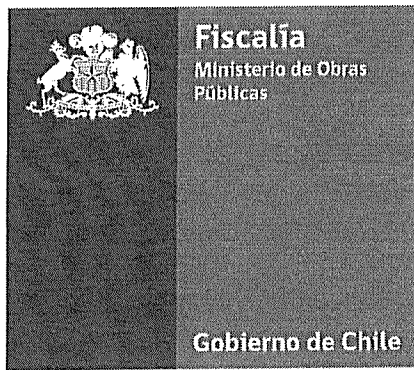 Fiscalía
Ministerio de Obras
Públicas
Gobierno de Chile